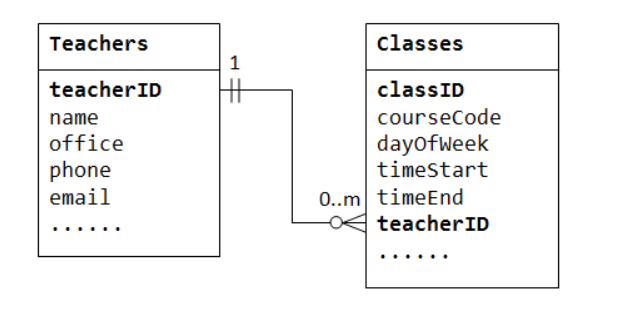 Teachers
teacherID
name
office
phone
email
......
1
0..m
Classes
classID
courseCode
dayOfWeek
timeStart
timeEnd
teacherID
......